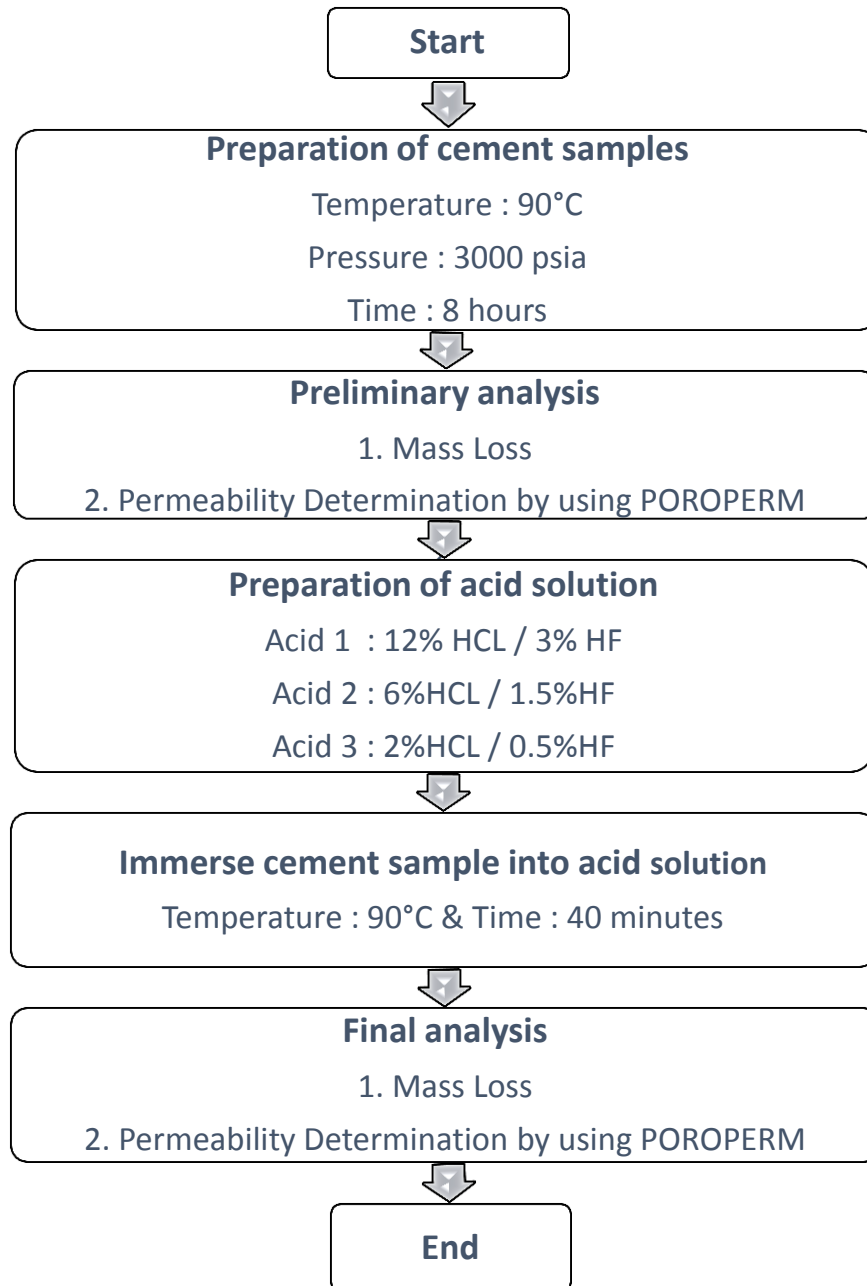 Start
Preparation of cement samples
Temperature : 90°C
Pressure : 3000 psia
Time : 8 hours
Preliminary analysis
1. Mass Loss
2. Permeability Determination by using POROPERM
Preparation of acid solution
Acid 1  : 12% HCL / 3% HF
Acid 2 : 6%HCL / 1.5%HF
Acid 3 : 2%HCL / 0.5%HF
Immerse cement sample into acid solution
Temperature : 90°C & Time : 40 minutes
Final analysis
1. Mass Loss
2. Permeability Determination by using POROPERM
End